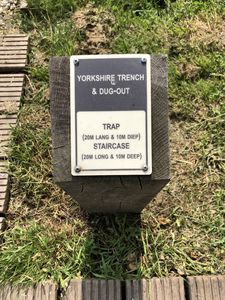 YORKSHIRE TRENCH
& DUG-OUT
TRAP
(20M LANG & 10M DIEP)
STAIRCASE
(20M LONG & 10M DEEP)